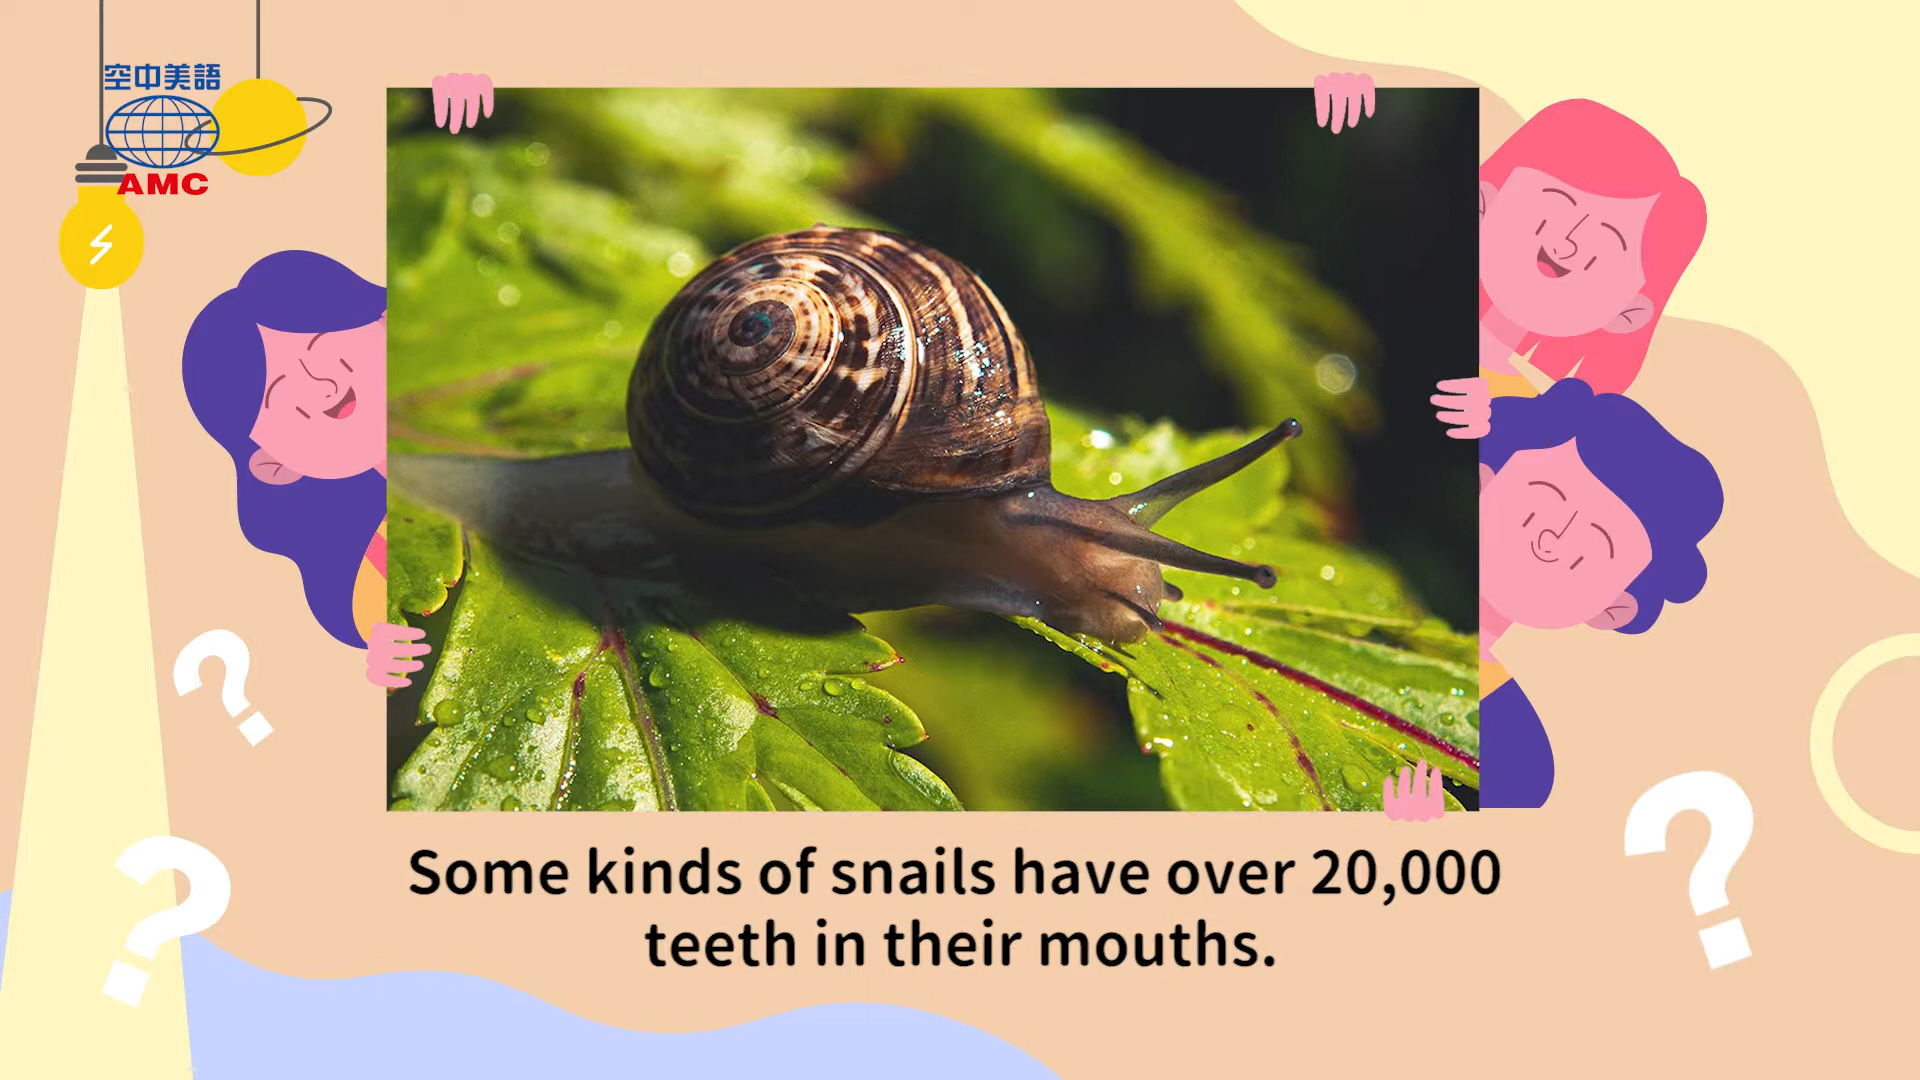 空中美語
AMC
Some kinds of snails have over 20,000
teeth in their mouths.
?
?
?